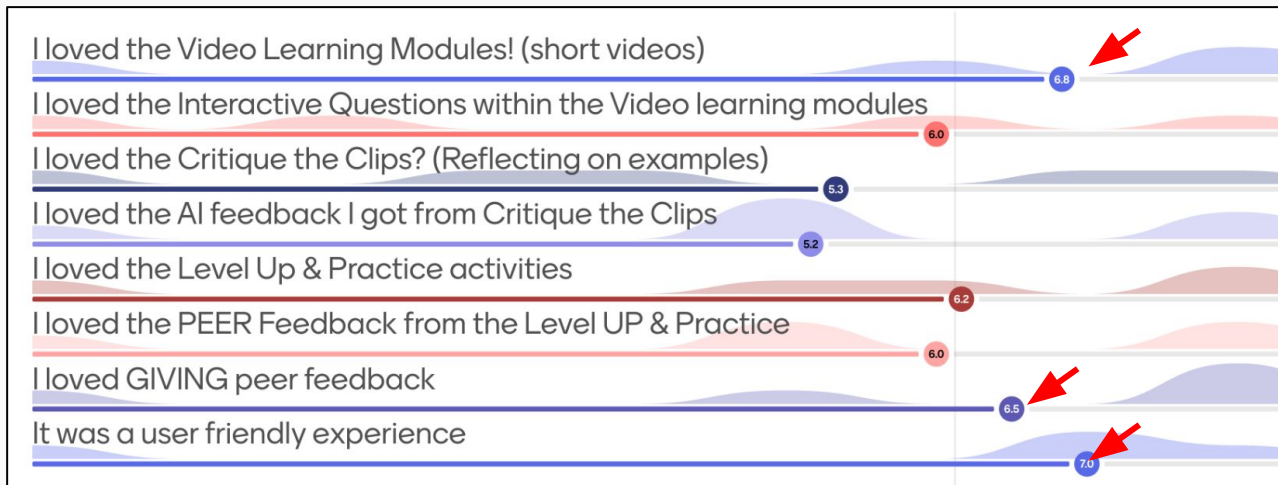 I loved the Video Learning Modules! (short videos)
6.8
I loved the Interactive Questions within the Video learning modules
6.0
I loved the Critique the Clips? (Reflecting on examples)
5.3
I loved the AI feedback I got from Critique the Clips
5.2
I loved the Level Up & Practice activities
6.2
I loved the PEER Feedback from the Level UP & Practice
6.0
I loved GIVING peer feedback
6.5
It was a user friendly experience
7.0